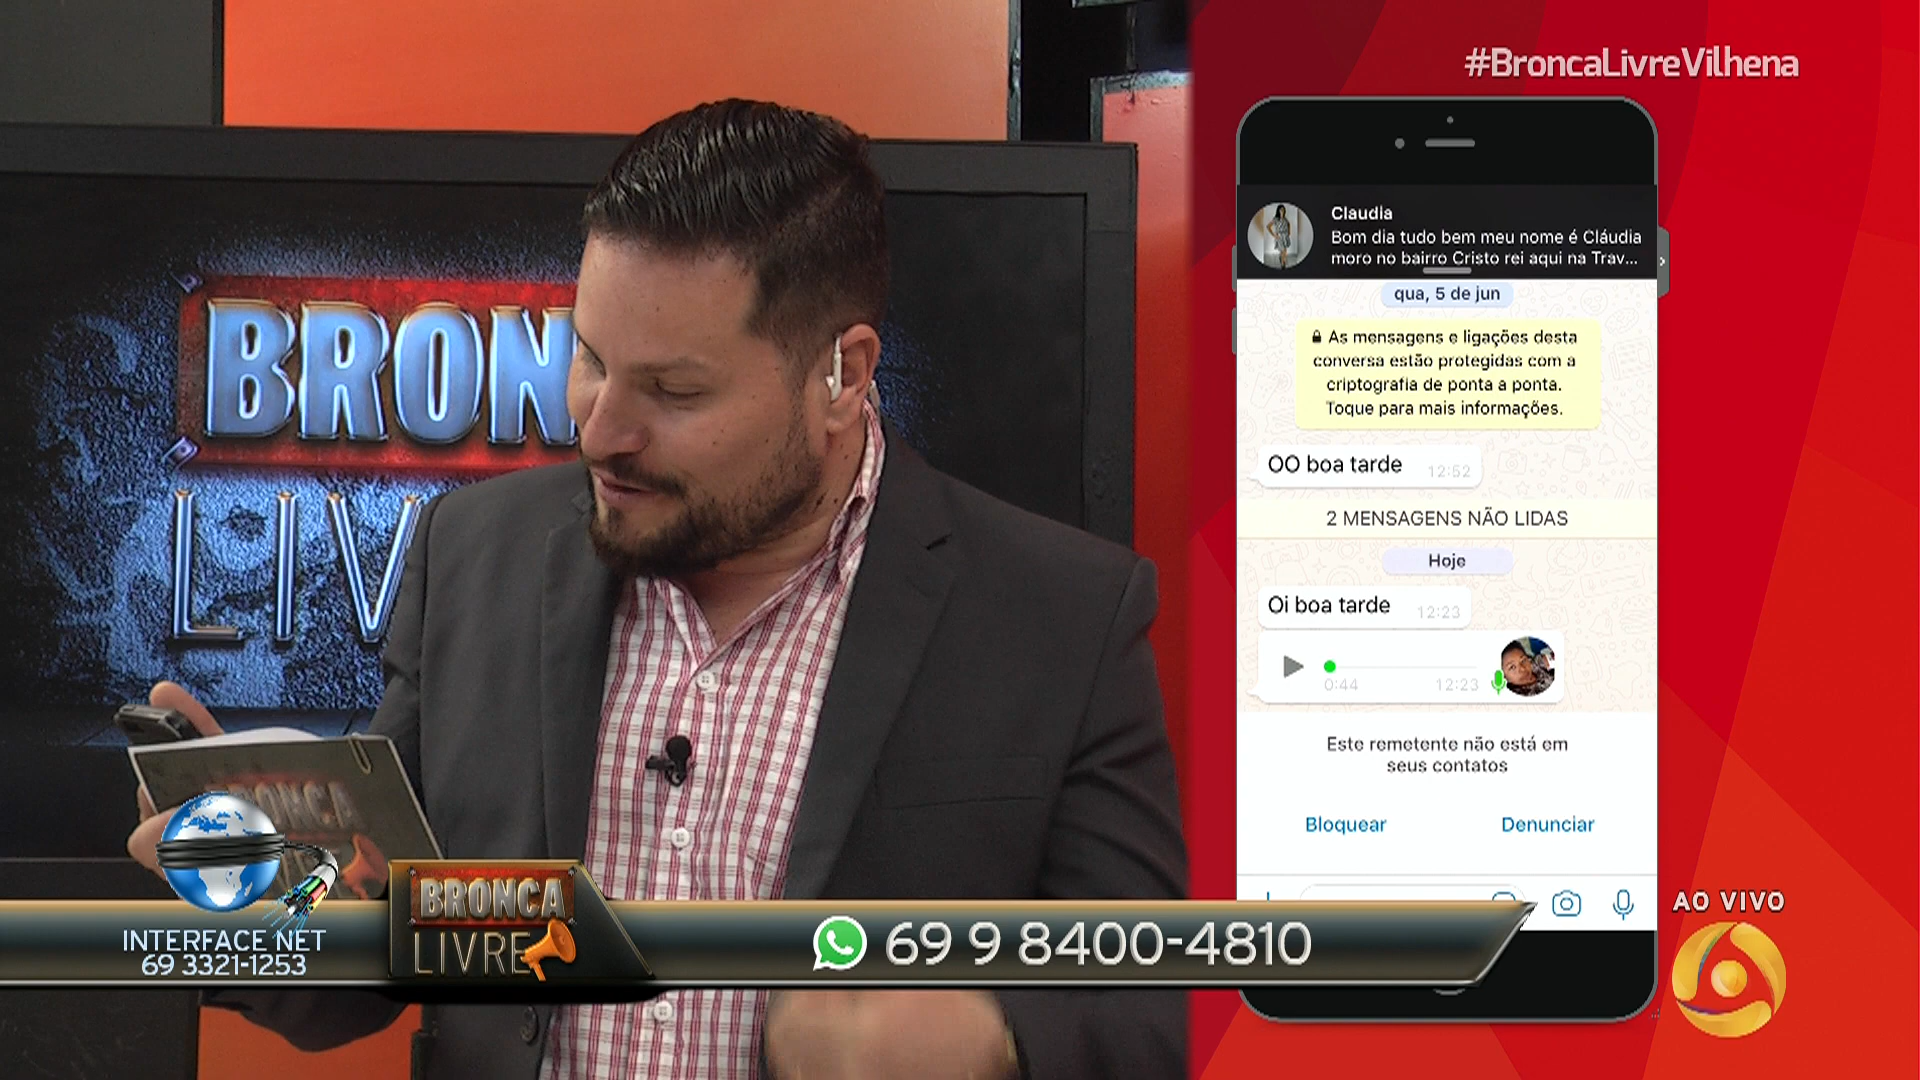 #BroncaLivreVilhena
Claudia
Bom dia tudo bem meu nome é Cláudia
moro no bairro Cristo rei aqui na Trav...
qua, 5 de jun
As mensagens e ligações desta
conversa estão protegidas com a
criptografia de ponta a ponta.
Toque para mais informações.
OO boa tarde 12:52
2 MENSAGENS NÃO LIDAS
Hoje
Oi boa tarde 12:23
0:44 12:23
Este remetente não está em
seus contatos
Bloquear Denunciar
BRON
LIV
BRONCA
INTERFACE NET
69 3321-1253
BRONCA
LIVRE
69 9 8400-4810
AO VIVO